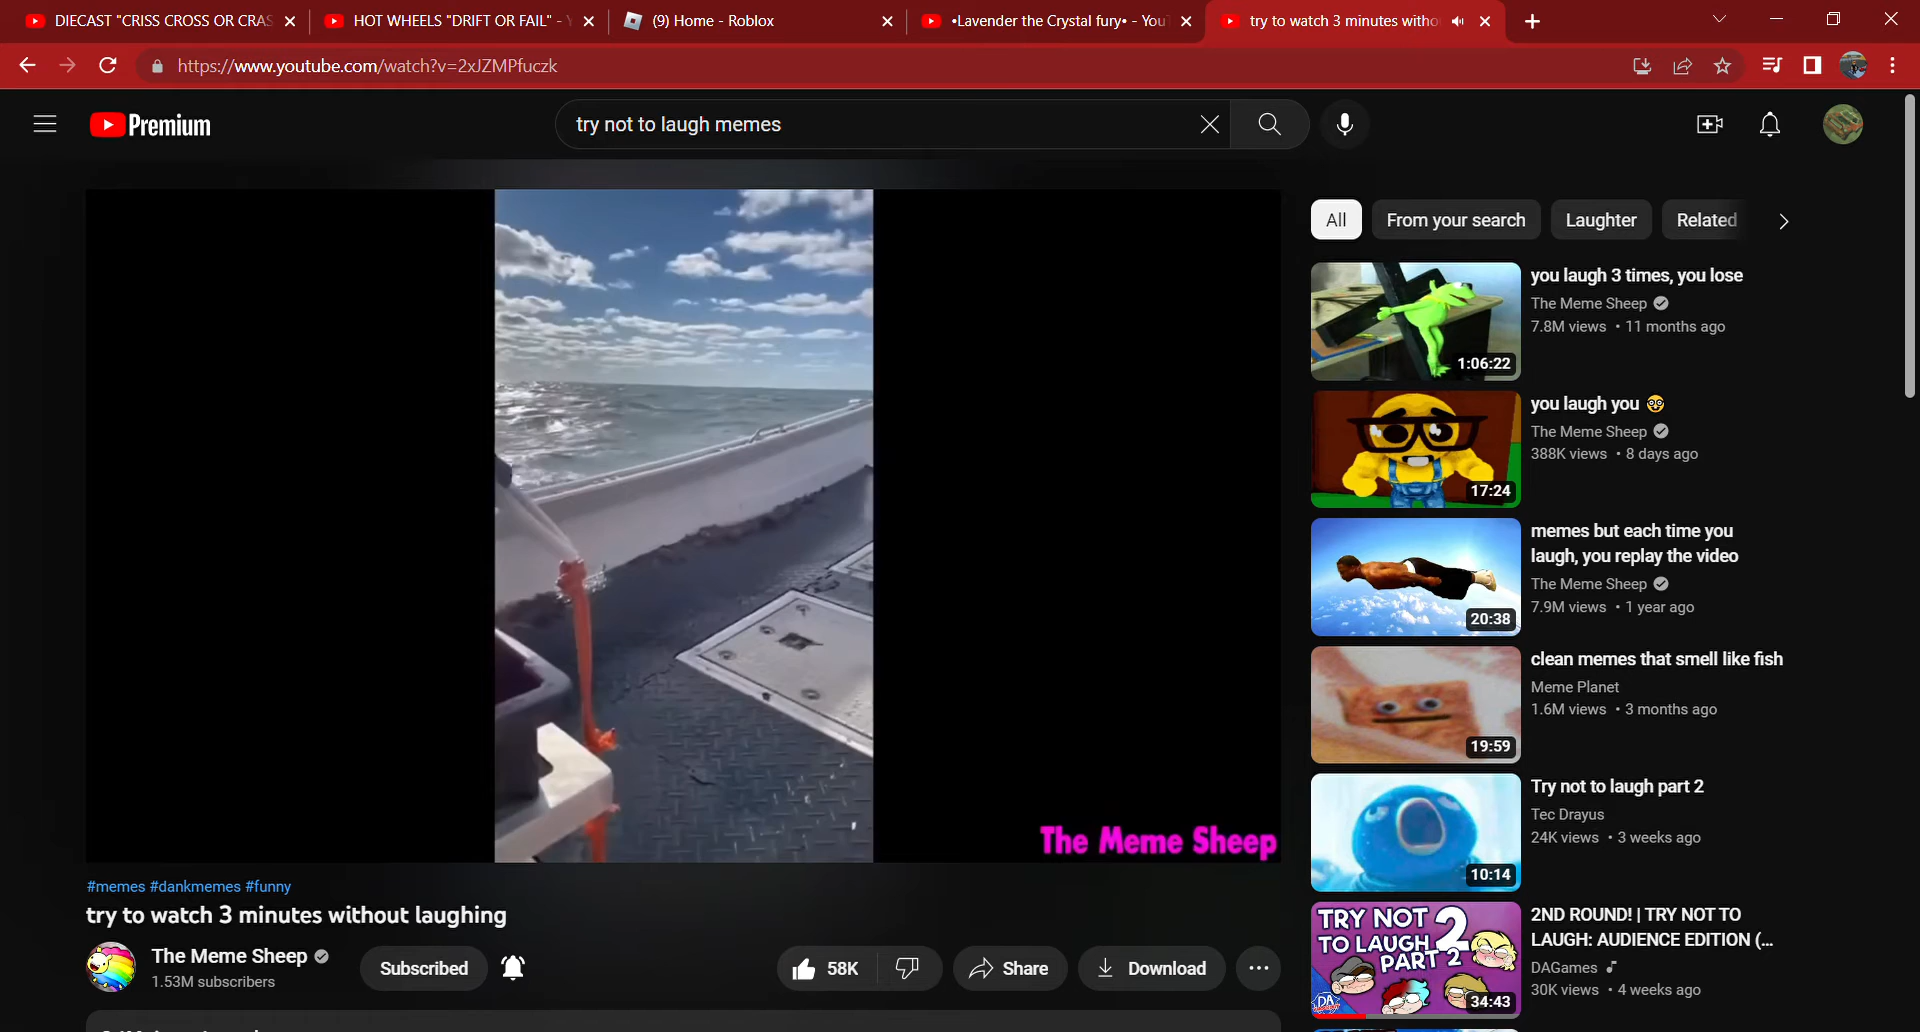 DIECAST "CRISS CROSS OR CRAS
HOT WHEELS "DRIFT OR FAIL" - Y
(9) Home - Roblox
•Lavender the Crystal fury• - YouT
try to watch 3 minutes witho
https://www.youtube.com/watch?v=2xJZMPfuczk
Premium
try not to laugh memes
All
From your search
Laughter
Related
The Meme Sheep
#memes #dankmemes #funny
try to watch 3 minutes without laughing
The Meme Sheep
1.53M subscribers
Subscribed
58K
Share
Download
you laugh 3 times, you lose
The Meme Sheep
7.8M views • 11 months ago
1:06:22
you laugh you 🤓
The Meme Sheep
388K views • 8 days ago
17:24
memes but each time you
laugh, you replay the video
The Meme Sheep
7.9M views • 1 year ago
20:38
clean memes that smell like fish
Meme Planet
1.6M views • 3 months ago
19:59
Try not to laugh part 2
Tec Drayus
24K views • 3 weeks ago
10:14
TRY NOT 2
TO LAUGH
PART 2
DA
34:43
2ND ROUND! | TRY NOT TO
LAUGH: AUDIENCE EDITION (...
DAGames
30K views • 4 weeks ago